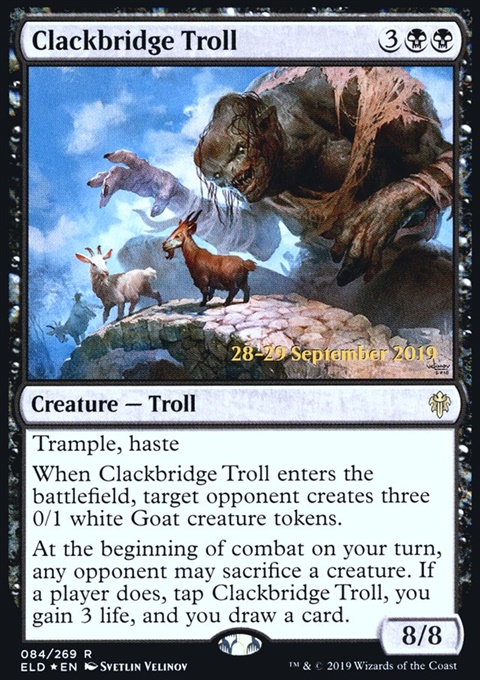 Clackbridge Troll 3
28–29 September 2019
Creature — Troll
Trample, haste
When Clackbridge Troll enters the
battlefield, target opponent creates three
0/1 white Goat creature tokens.
At the beginning of combat on your turn,
any opponent may sacrifice a creature. If
a player does, tap Clackbridge Troll, you
gain 3 life, and you draw a card.
8/8
084/269 R
ELD ★ EN Svetlin Velinov
™ & © 2019 Wizards of the Coast